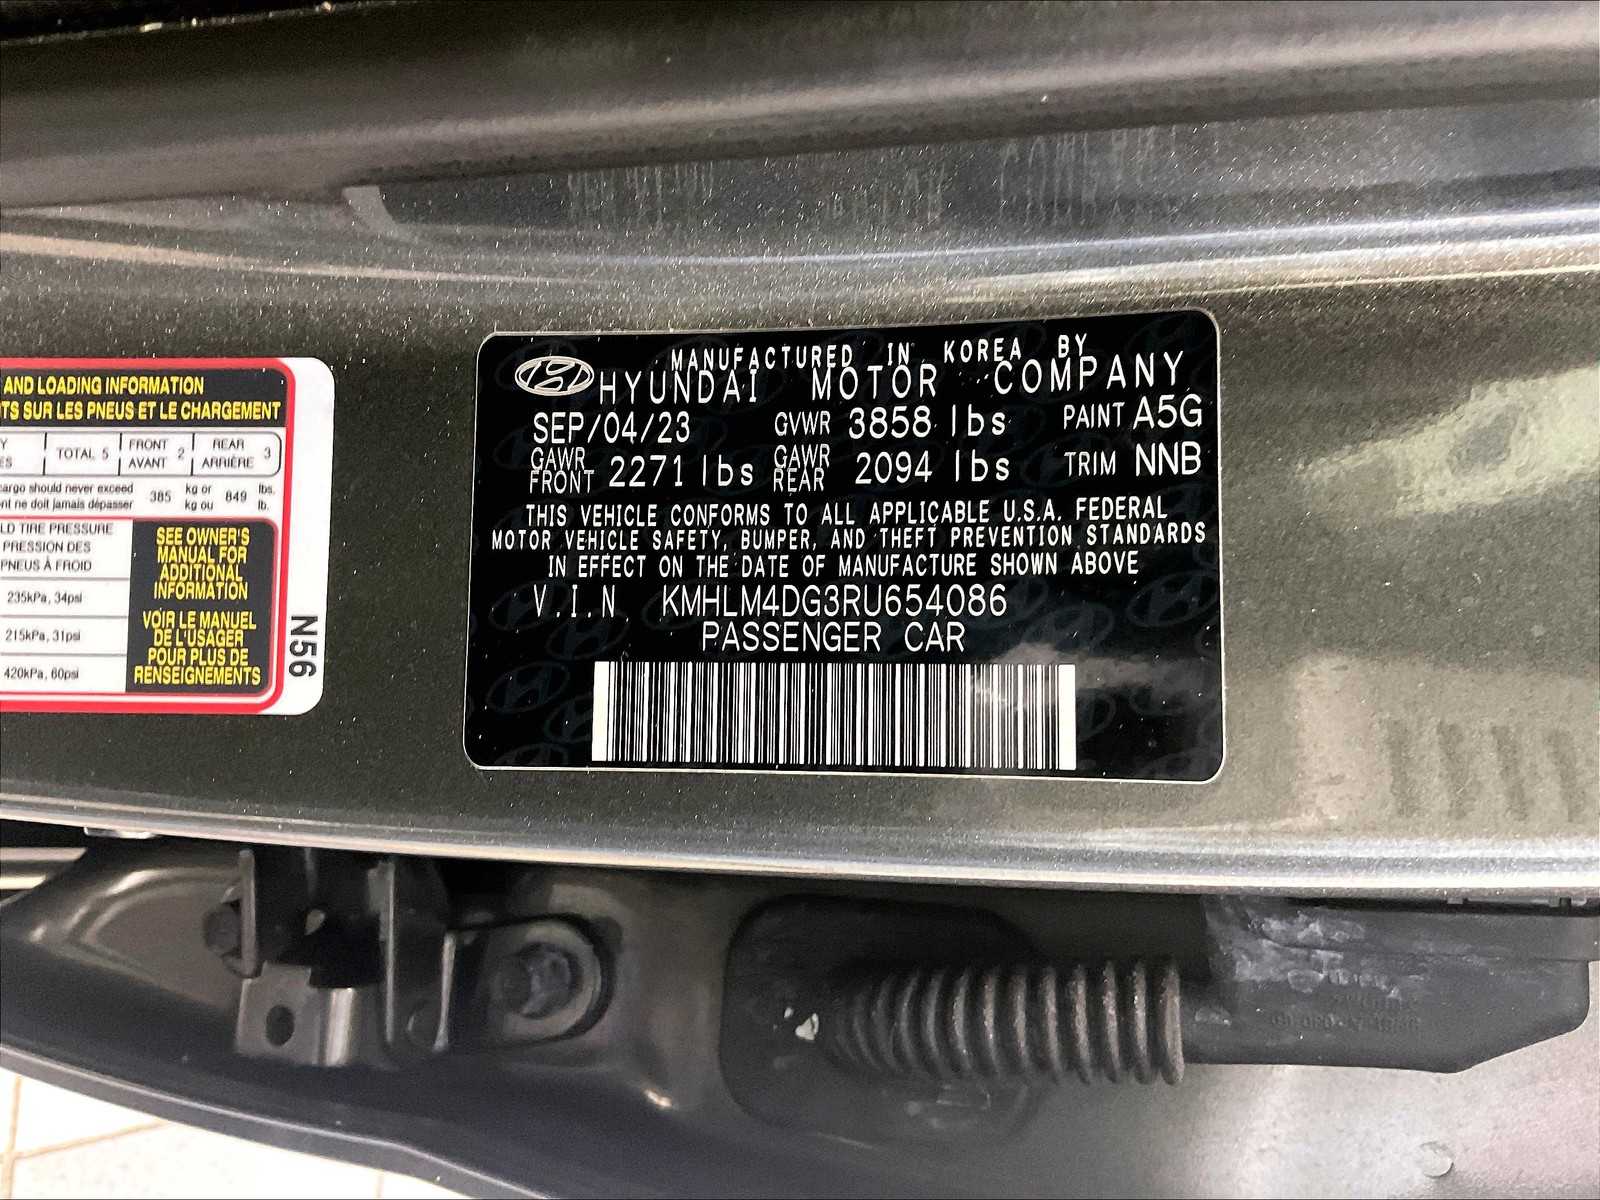 AND LOADING INFORMATION
TS SUR LES PNEUS ET LE CHARGEMENT
TOTAL 5
FRONT
AVANT 2
REAR
ARRIÈRE 3
cargo should never exceed
nt ne doit jamais dépasser
385
kg or
kg ou
849
lbs.
lb.
LD TIRE PRESSURE
PRESSION DES
PNEUS À FROID
235kPa, 34psi
215kPa, 31psi
420kPa, 60psi
SEE OWNER'S
MANUAL FOR
ADDITIONAL
INFORMATION
VOIR LE MANUEL
DE L'USAGER
POUR PLUS DE
RENSEIGNEMENTS
N56
MANUFACTURED IN KOREA BY
HYUNDAI MOTOR COMPANY
SEP/04/23 GVWR 3858 lbs PAINT A5G
GAWR FRONT 2271 lbs GAWR REAR 2094 lbs TRIM NNB
THIS VEHICLE CONFORMS TO ALL APPLICABLE U.S.A. FEDERAL
MOTOR VEHICLE SAFETY, BUMPER, AND THEFT PREVENTION STANDARDS
IN EFFECT ON THE DATE OF MANUFACTURE SHOWN ABOVE
V.I.N KMHLM4DG3RU654086
PASSENGER CAR